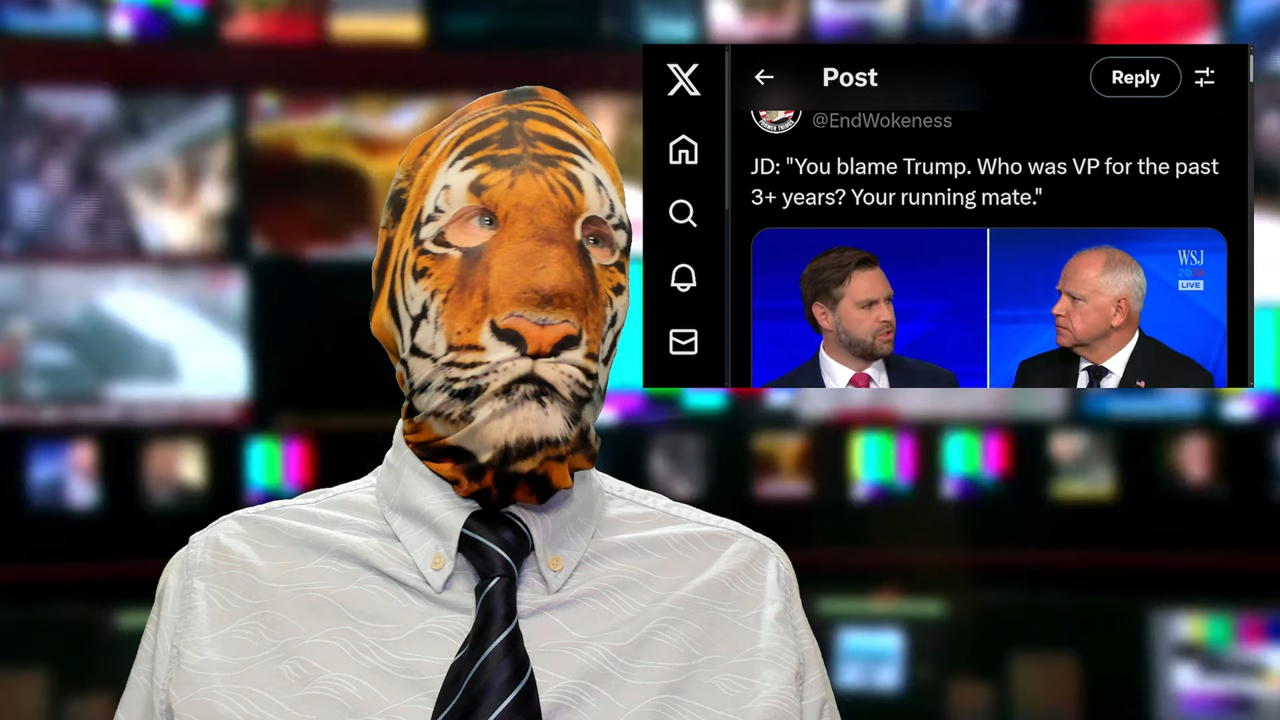 Post
Reply
@EndWokeness
JD: "You blame Trump. Who was VP for the past
3+ years? Your running mate."
WSJ
LIVE